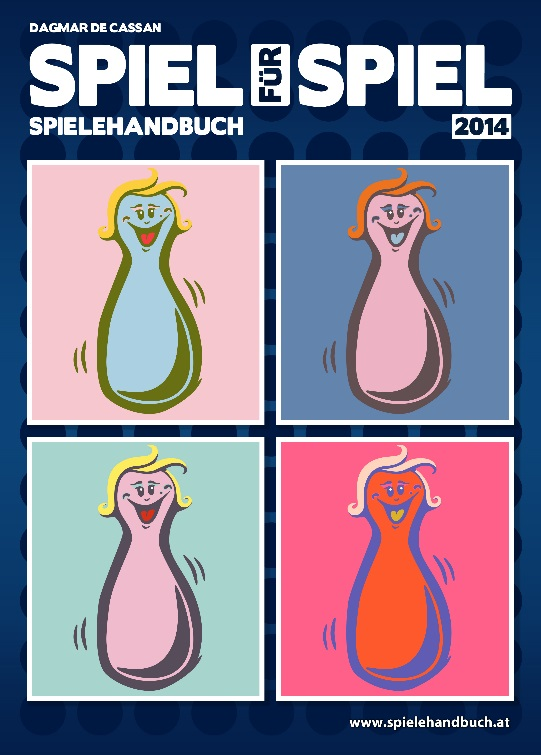 DAGMAR DE CASSAN
SPIEL FÜR SPIEL
SPIELEHANDBUCH 2014
www.spielehandbuch.at